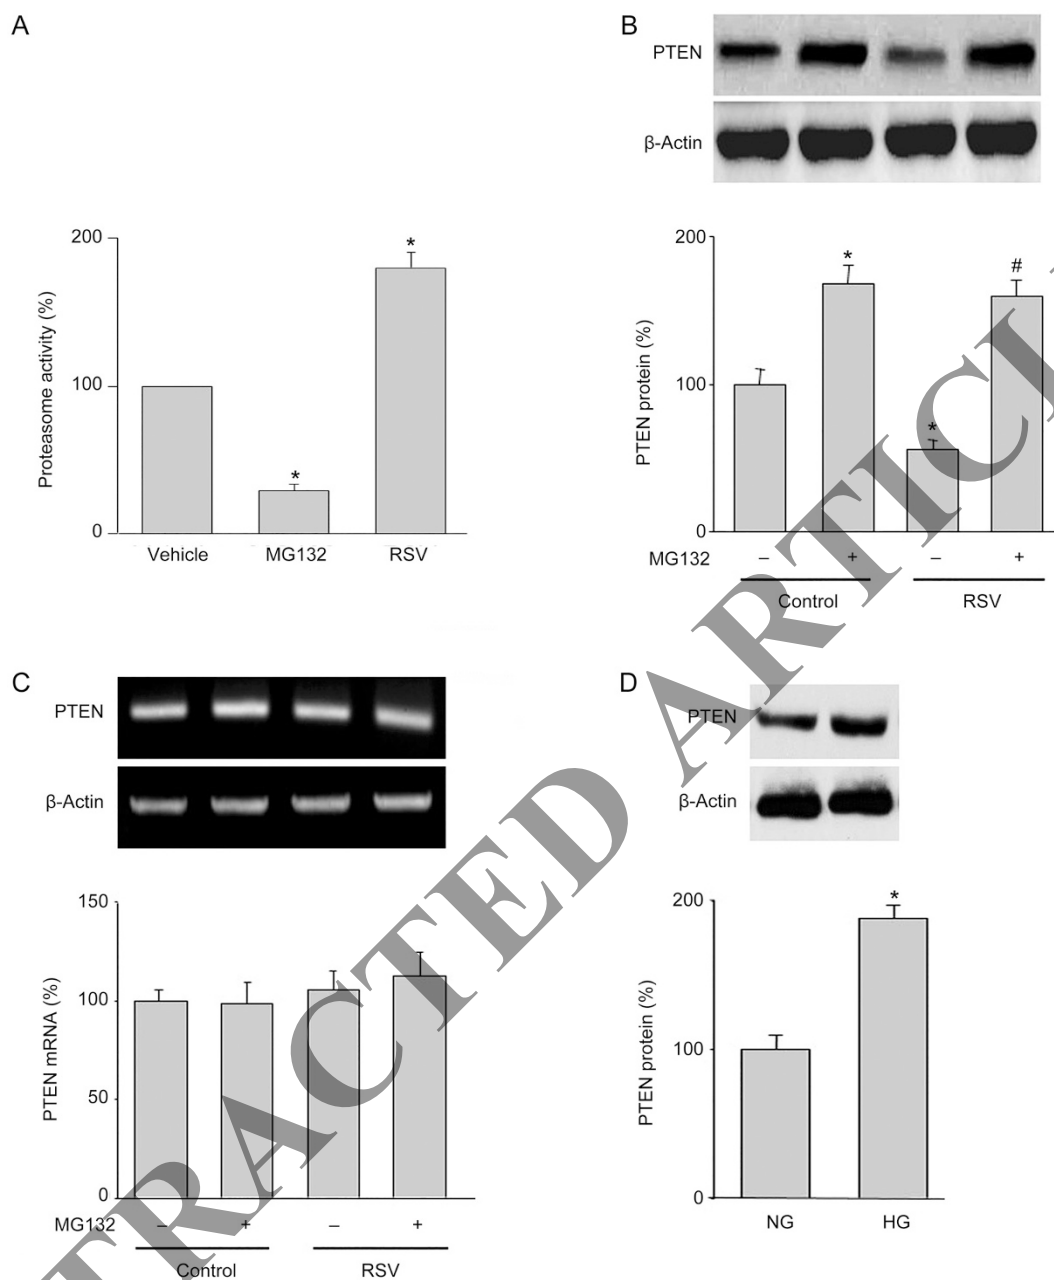 A
200
100
0
Proteasome activity (%)
*
*
Vehicle MG132 RSV
B
PTEN
β-Actin
200
100
0
PTEN protein (%)
*
*
#
MG132 – + – +
Control RSV
C
PTEN
β-Actin
150
100
50
0
PTEN mRNA (%)
MG132 – + – +
Control RSV
D
PTEN
β-Actin
200
100
0
PTEN protein (%)
*
NG HG
TRACTED ARTICL